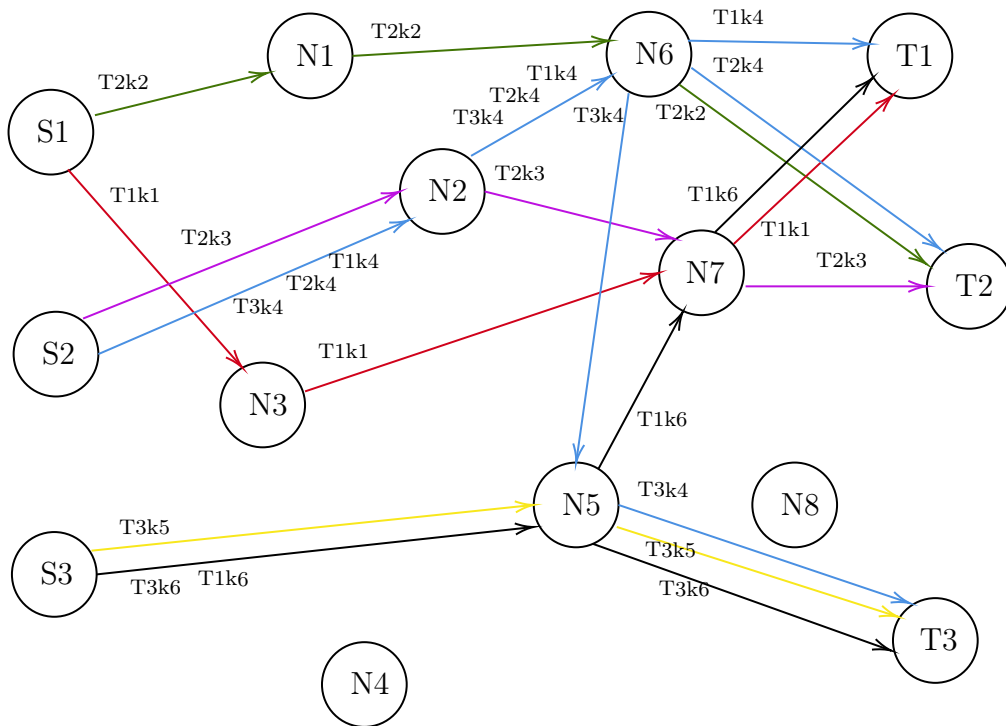 T1k4
T2k2
N1
N6
T1
T2k4
T1k4
T2k2
T2k4
T3k4
T3k4
T2k2
S1
T2k3
T1k1
N2
T1k6
T1k1
T2k3
T1k4
T2k3
N7
T2k4
T2
T3k4
S2
T1k1
N3
T1k6
T3k4
N5
N8
T3k5
T3k5
S3
T3k6
T1k6
T3k6
T3
N4